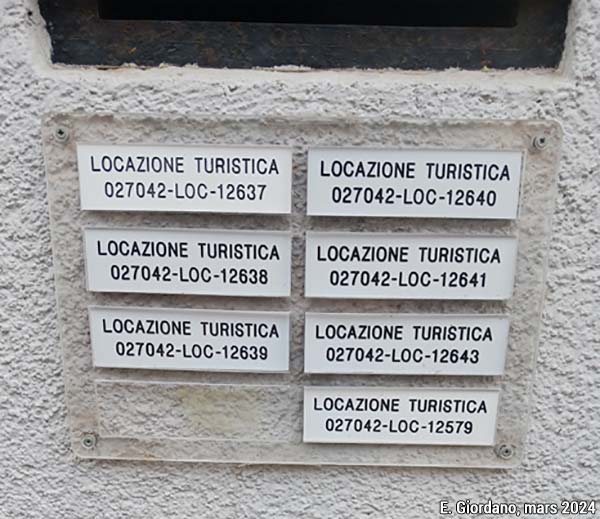 LOCAZIONE TURISTICA
027042-LOC-12637
LOCAZIONE TURISTICA
027042-LOC-12638
LOCAZIONE TURISTICA
027042-LOC-12639
LOCAZIONE TURISTICA
027042-LOC-12640
LOCAZIONE TURISTICA
027042-LOC-12641
LOCAZIONE TURISTICA
027042-LOC-12643
LOCAZIONE TURISTICA
027042-LOC-12579
E. Giordano, mars 2024